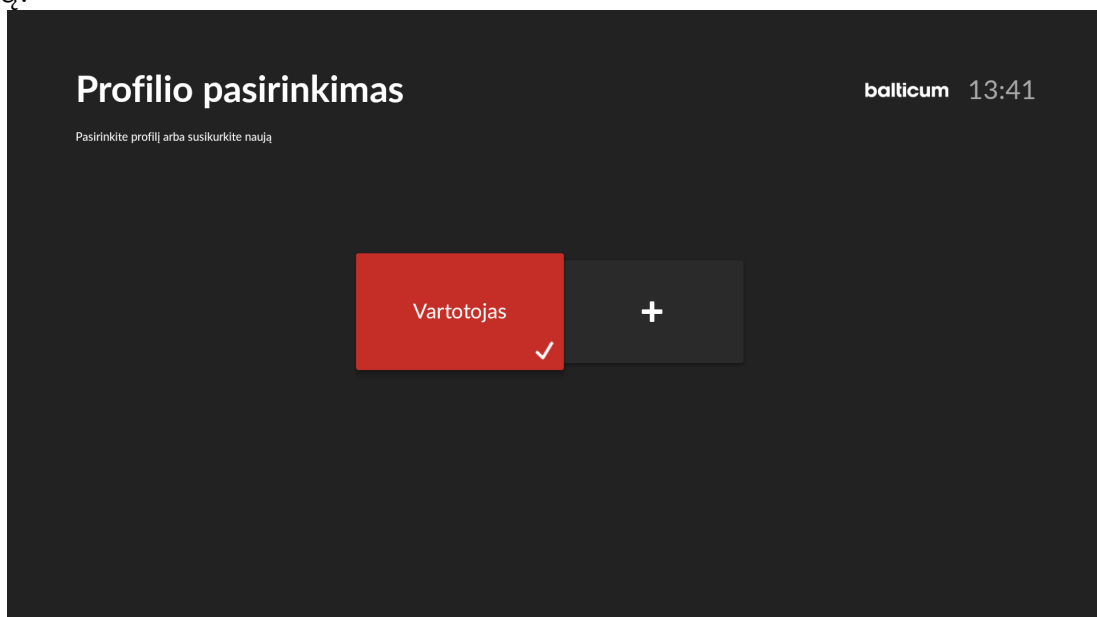 Profilio pasirinkimas
balticum 13:41
Pasirinkite profilį arba susikurkite naują
Vartotojas
+